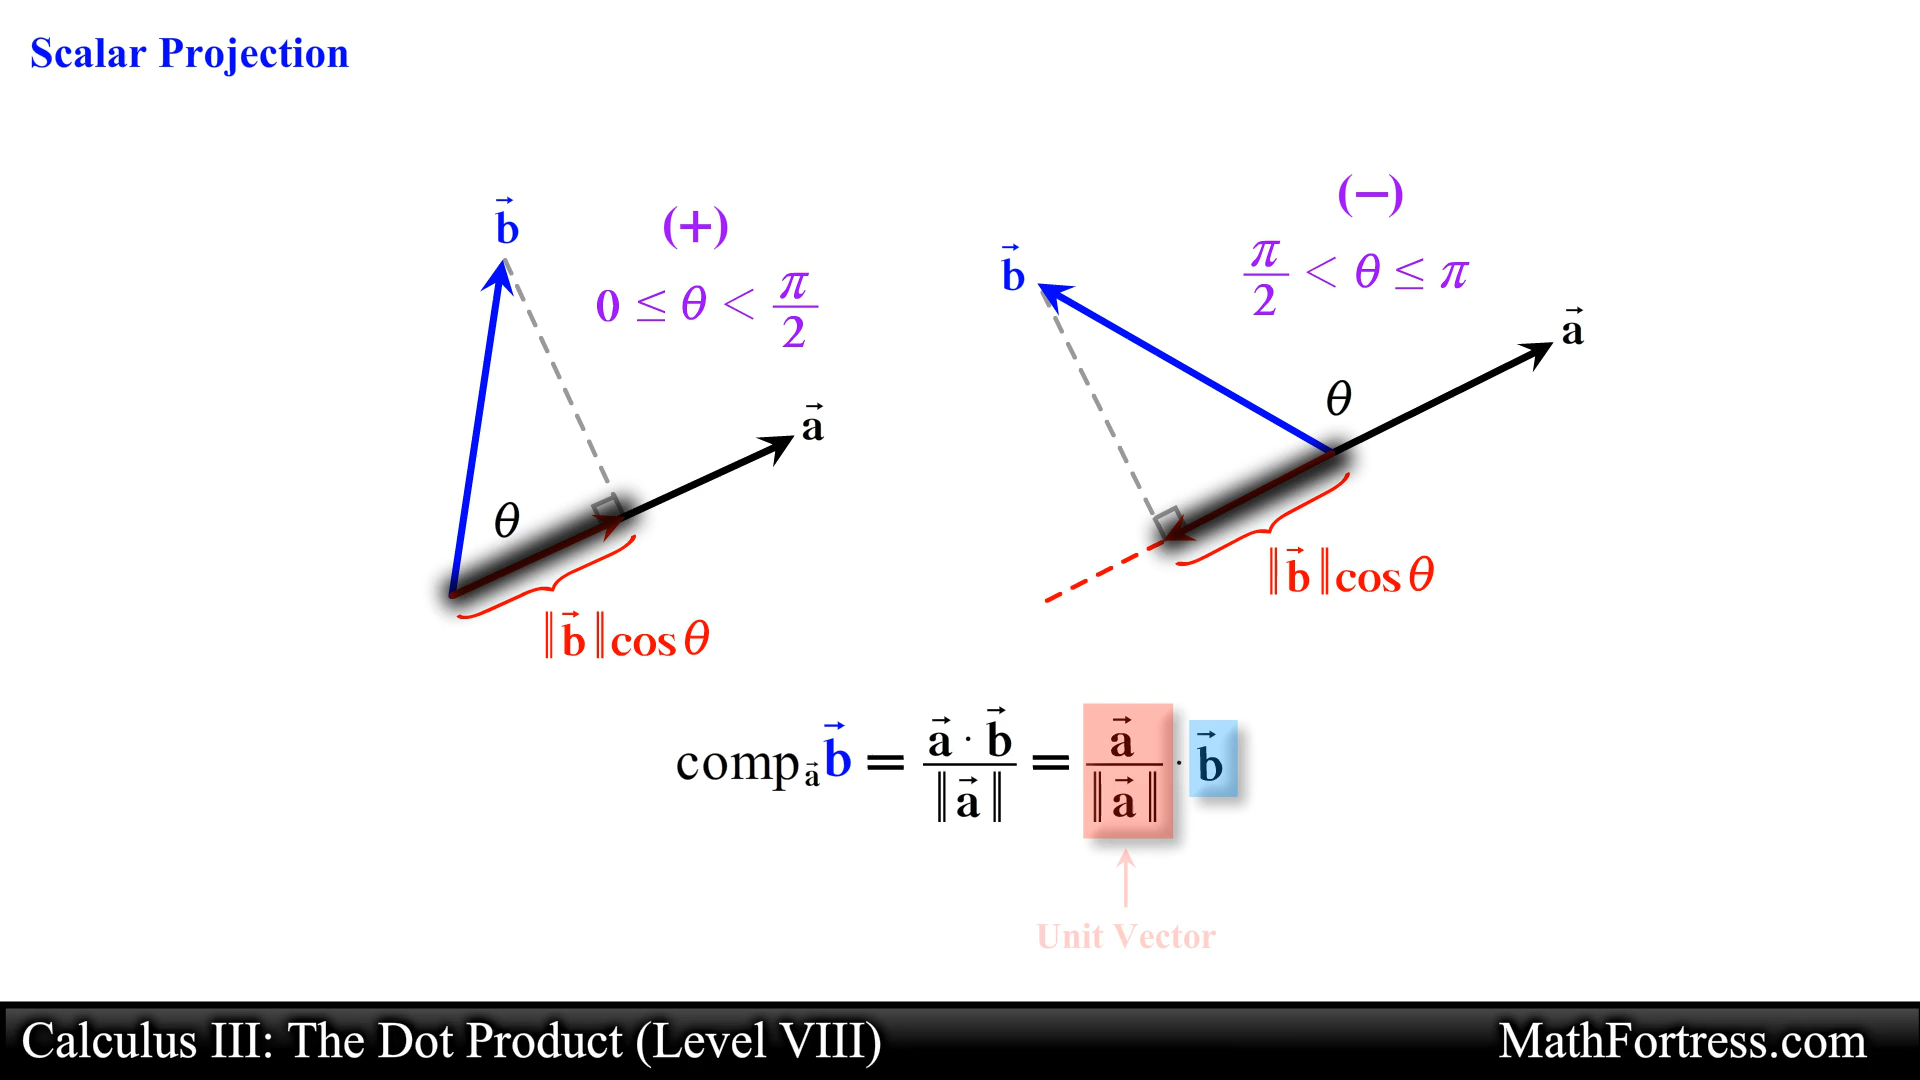 Scalar Projection
b⃗
(+)
0 ≤ θ < π/2
a⃗
θ
‖b⃗‖cos θ
(−)
π/2 < θ ≤ π
b⃗
a⃗
θ
‖b⃗‖cos θ
comp_a⃗ b⃗ = (a⃗ · b⃗)/‖a⃗‖ = a⃗/‖a⃗‖ · b⃗
Unit Vector
Calculus III: The Dot Product (Level VIII)
MathFortress.com